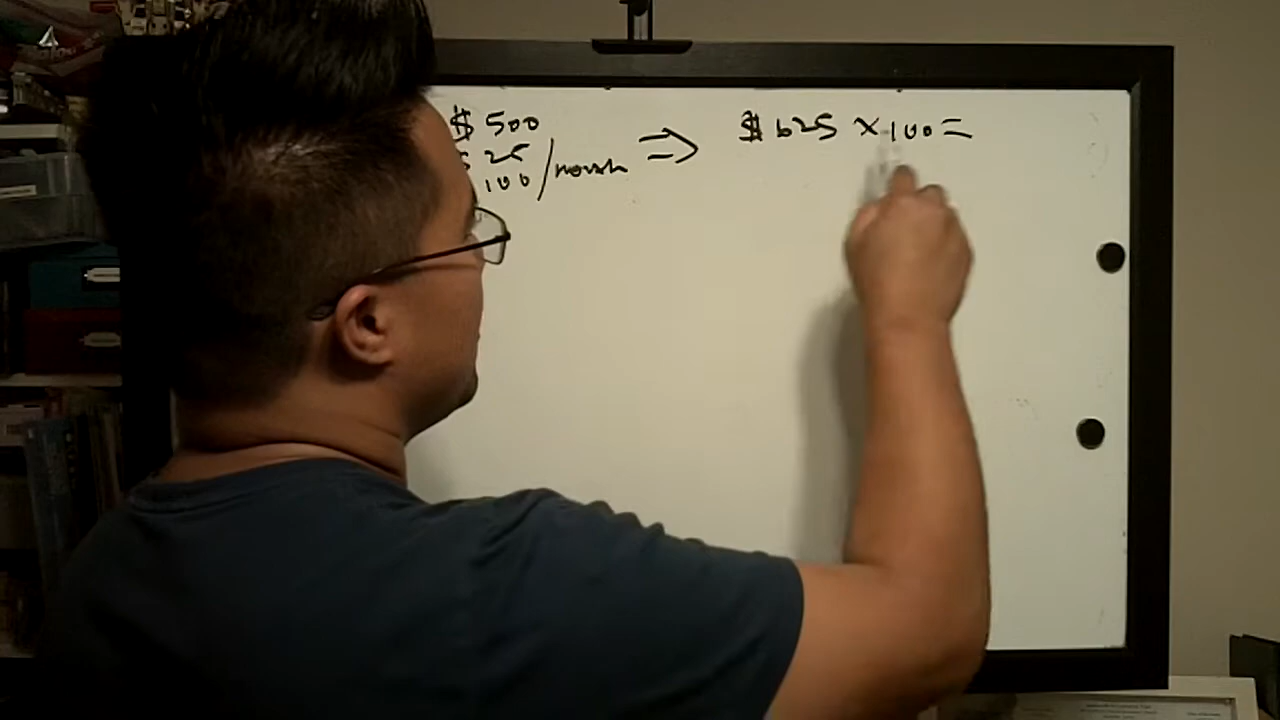 $ 500
$ 625 × 100 =
$ 25
100 / month